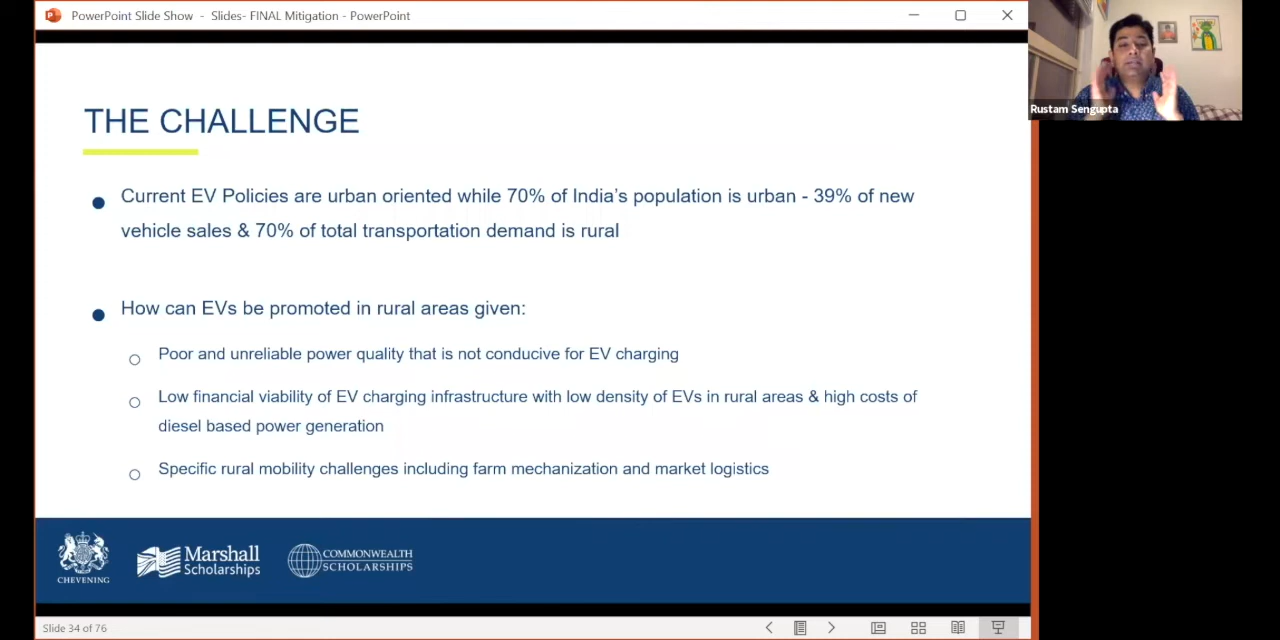 PowerPoint Slide Show - Slides- FINAL Mitigation - PowerPoint
Rustam Sengupta
THE CHALLENGE
Current EV Policies are urban oriented while 70% of India's population is urban - 39% of new
vehicle sales & 70% of total transportation demand is rural
How can EVs be promoted in rural areas given:
Poor and unreliable power quality that is not conducive for EV charging
Low financial viability of EV charging infrastructure with low density of EVs in rural areas & high costs of
diesel based power generation
Specific rural mobility challenges including farm mechanization and market logistics
CHEVENING
Marshall
Scholarships
COMMONWEALTH
SCHOLARSHIPS
Slide 34 of 76